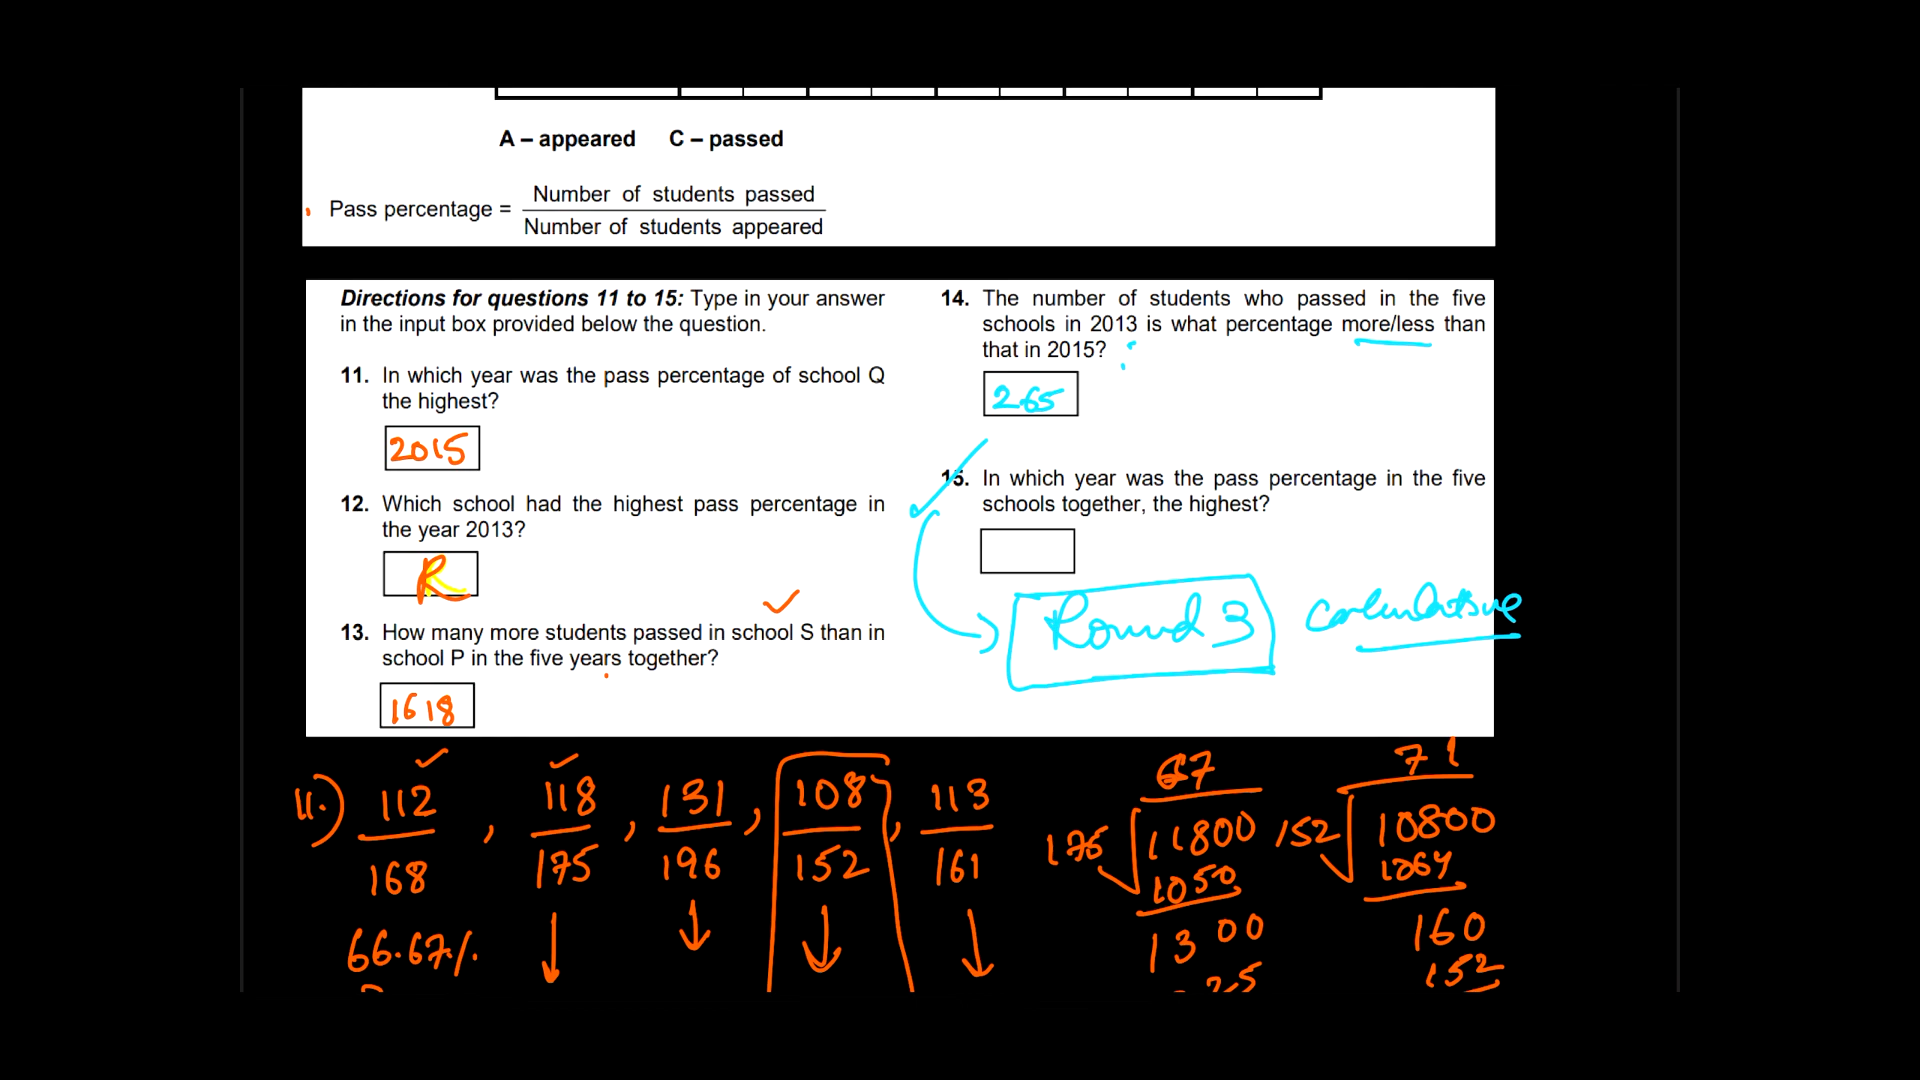 A – appeared C – passed
Pass percentage = Number of students passed
Number of students appeared
Directions for questions 11 to 15: Type in your answer
in the input box provided below the question.
11. In which year was the pass percentage of school Q
the highest?
2015
12. Which school had the highest pass percentage in
the year 2013?
R
13. How many more students passed in school S than in
school P in the five years together?
1618
14. The number of students who passed in the five
schools in 2013 is what percentage more/less than
that in 2015?
2.65
15. In which year was the pass percentage in the five
schools together, the highest?
Round 3 calculative
11.) 112 , 118 , 131 , 108 , 113
168 175 196 152 161
66.67%
67
175 11800
1050
1300
71
152 10800
1064
160
152